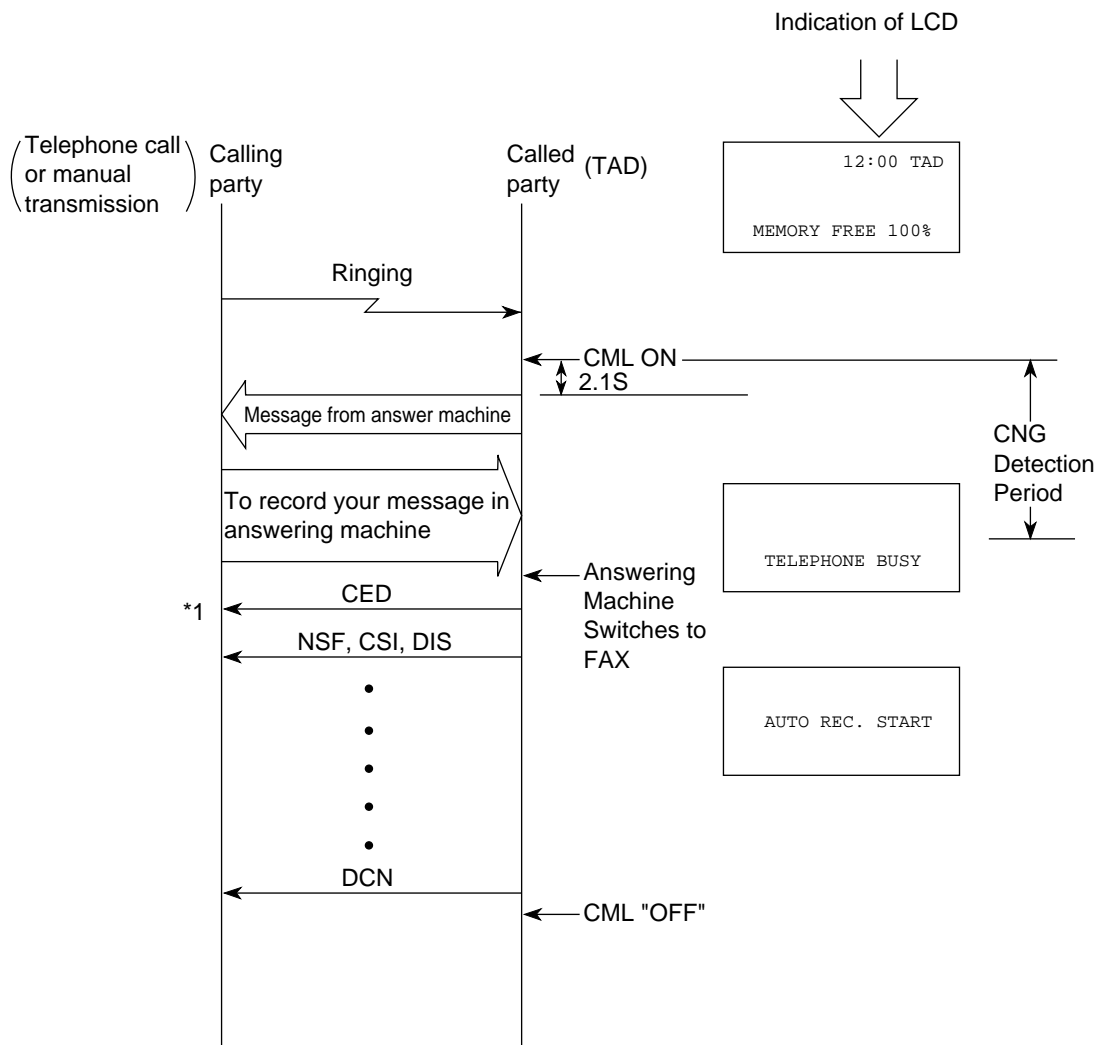 Indication of LCD
Telephone call
or manual
transmission
Calling
party
Called
party
(TAD)
12:00 TAD
MEMORY FREE 100%
Ringing
CML ON
2.1S
Message from answer machine
CNG
Detection
Period
To record your message in
answering machine
TELEPHONE BUSY
Answering
Machine
Switches to
FAX
*1
CED
NSF, CSI, DIS
AUTO REC. START
DCN
CML "OFF"